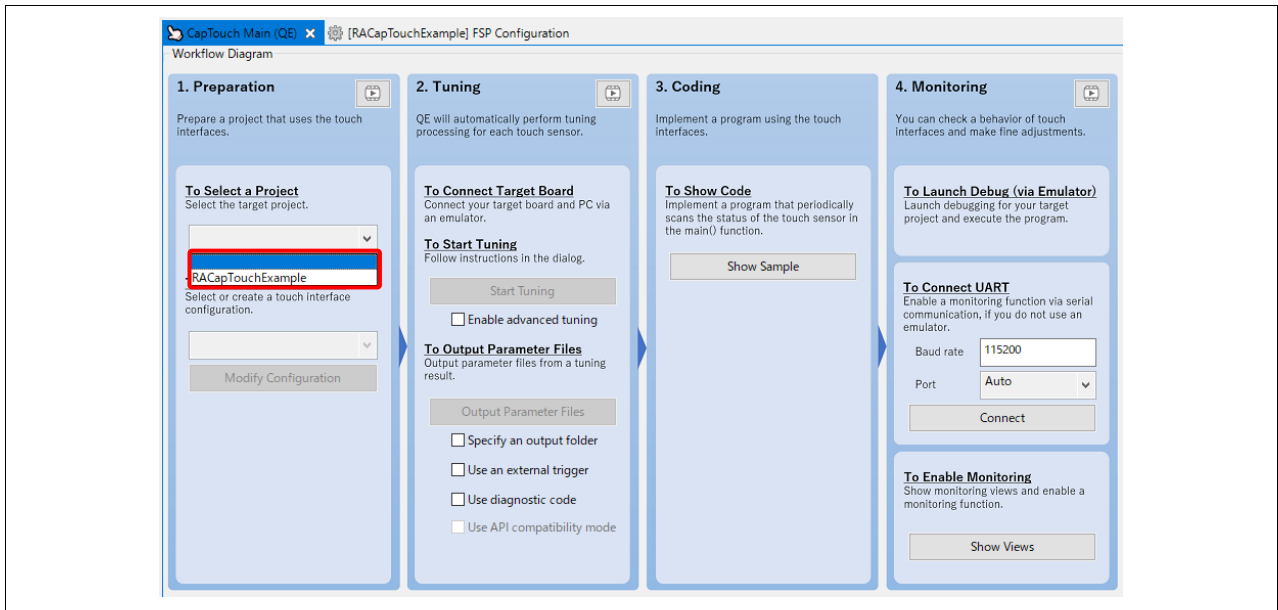 CapTouch Main (QE)
[RACapTouchExample] FSP Configuration
Workflow Diagram
1. Preparation
Prepare a project that uses the touch
interfaces.
To Select a Project
Select the target project.
RACapTouchExample
Select or create a touch interface
configuration.
Modify Configuration
2. Tuning
QE will automatically perform tuning
processing for each touch sensor.
To Connect Target Board
Connect your target board and PC via
an emulator.
To Start Tuning
Follow instructions in the dialog.
Start Tuning
Enable advanced tuning
To Output Parameter Files
Output parameter files from a tuning
result.
Output Parameter Files
Specify an output folder
Use an external trigger
Use diagnostic code
Use API compatibility mode
3. Coding
Implement a program using the touch
interfaces.
To Show Code
Implement a program that periodically
scans the status of the touch sensor in
the main() function.
Show Sample
4. Monitoring
You can check a behavior of touch
interfaces and make fine adjustments.
To Launch Debug (via Emulator)
Launch debugging for your target
project and execute the program.
To Connect UART
Enable a monitoring function via serial
communication, if you do not use an
emulator.
Baud rate 115200
Port Auto
Connect
To Enable Monitoring
Show monitoring views and enable a
monitoring function.
Show Views